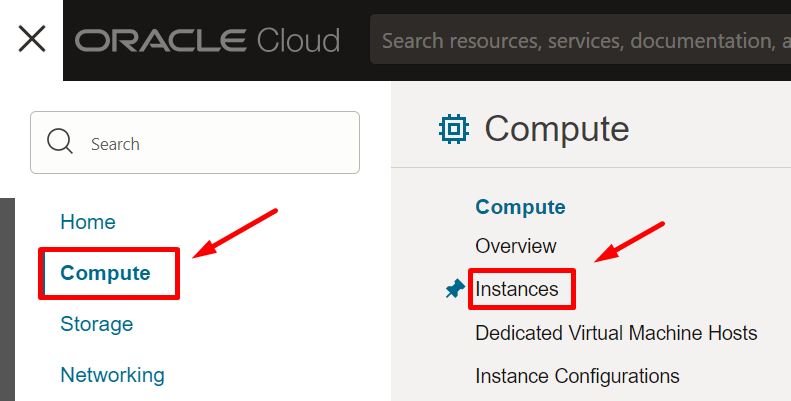 ORACLE Cloud
Search resources, services, documentation, a
Search
Home
Compute
Storage
Networking
Compute
Compute
Overview
Instances
Dedicated Virtual Machine Hosts
Instance Configurations